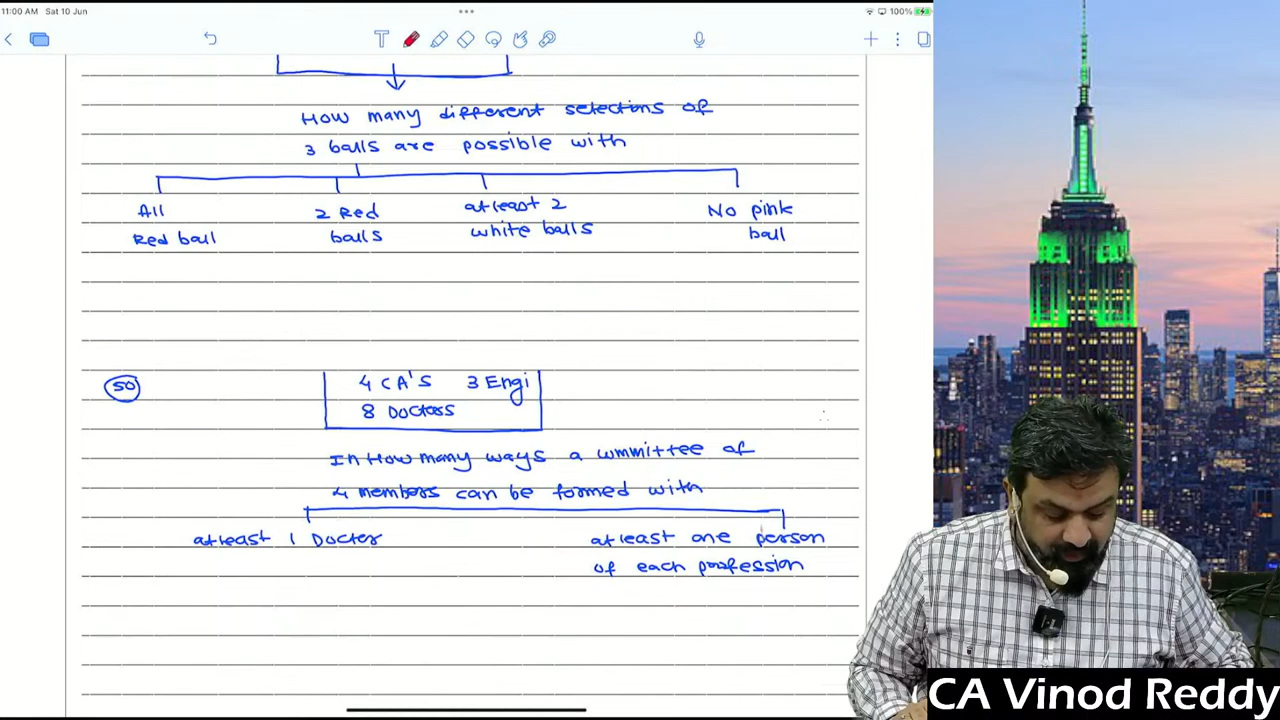 11:00 AM Sat 10 Jun
100%
T
How many different selections of
3 balls are possible with
All
Red ball
2 Red
balls
atleast 2
white balls
No pink
ball
50
4 CA's 3 Engi
8 Doctors
In How many ways a committee of
4 members can be formed with
atleast 1 Doctor
atleast one person
of each profession
CA Vinod Reddy